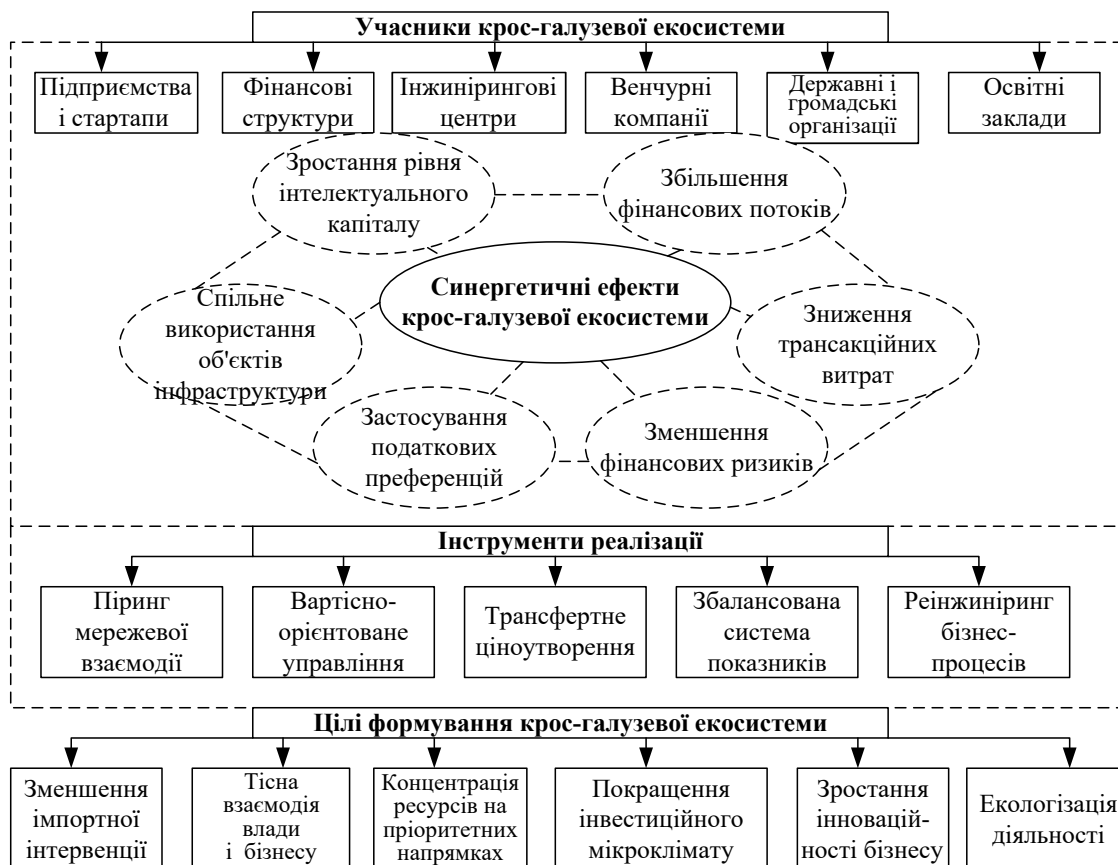 Учасники крос-галузевої екосистеми
Підприємства
і стартапи
Фінансові
структури
Інжинірингові
центри
Венчурні
компанії
Державні і
громадські
організації
Освітні
заклади
Зростання рівня
інтелектуального
капіталу
Збільшення
фінансових потоків
Синергетичні ефекти
крос-галузевої екосистеми
Спільне
використання
об'єктів
інфраструктури
Зниження
трансакційних
витрат
Застосування
податкових
преференцій
Зменшення
фінансових ризиків
Інструменти реалізації
Піринг
мережевої
взаємодії
Вартісно-
орієнтоване
управління
Трансфертне
ціноутворення
Збалансована
система
показників
Реінжиніринг
бізнес-
процесів
Цілі формування крос-галузевої екосистеми
Зменшення
імпортної
інтервенції
Тісна
взаємодія
влади
і бізнесу
Концентрація
ресурсів на
пріоритетних
напрямках
Покращення
інвестиційного
мікроклімату
Зростання
інновацій-
ності бізнесу
Екологізація
діяльності